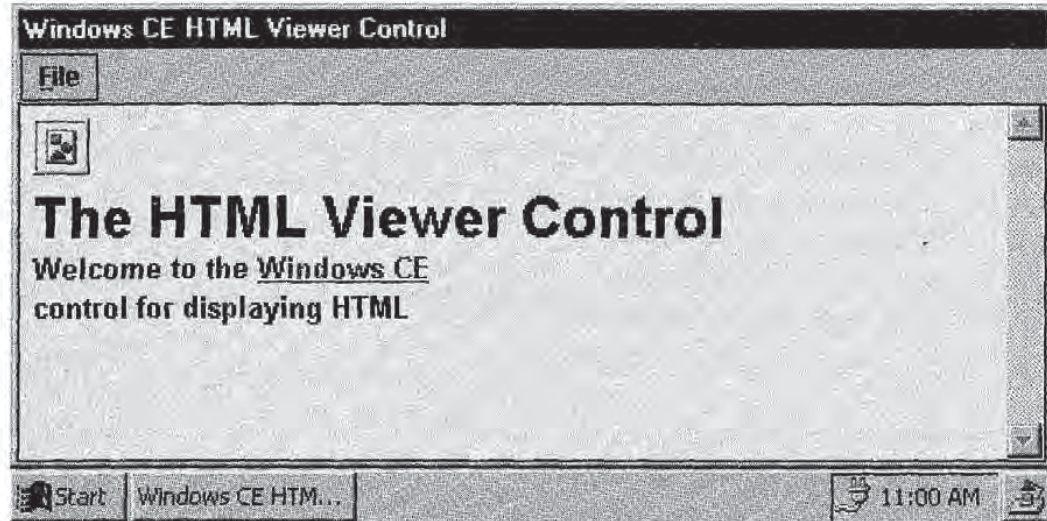 Windows CE HTML Viewer Control
File
The HTML Viewer Control
Welcome to the Windows CE
control for displaying HTML
Start Windows CE HTM... 11:00 AM